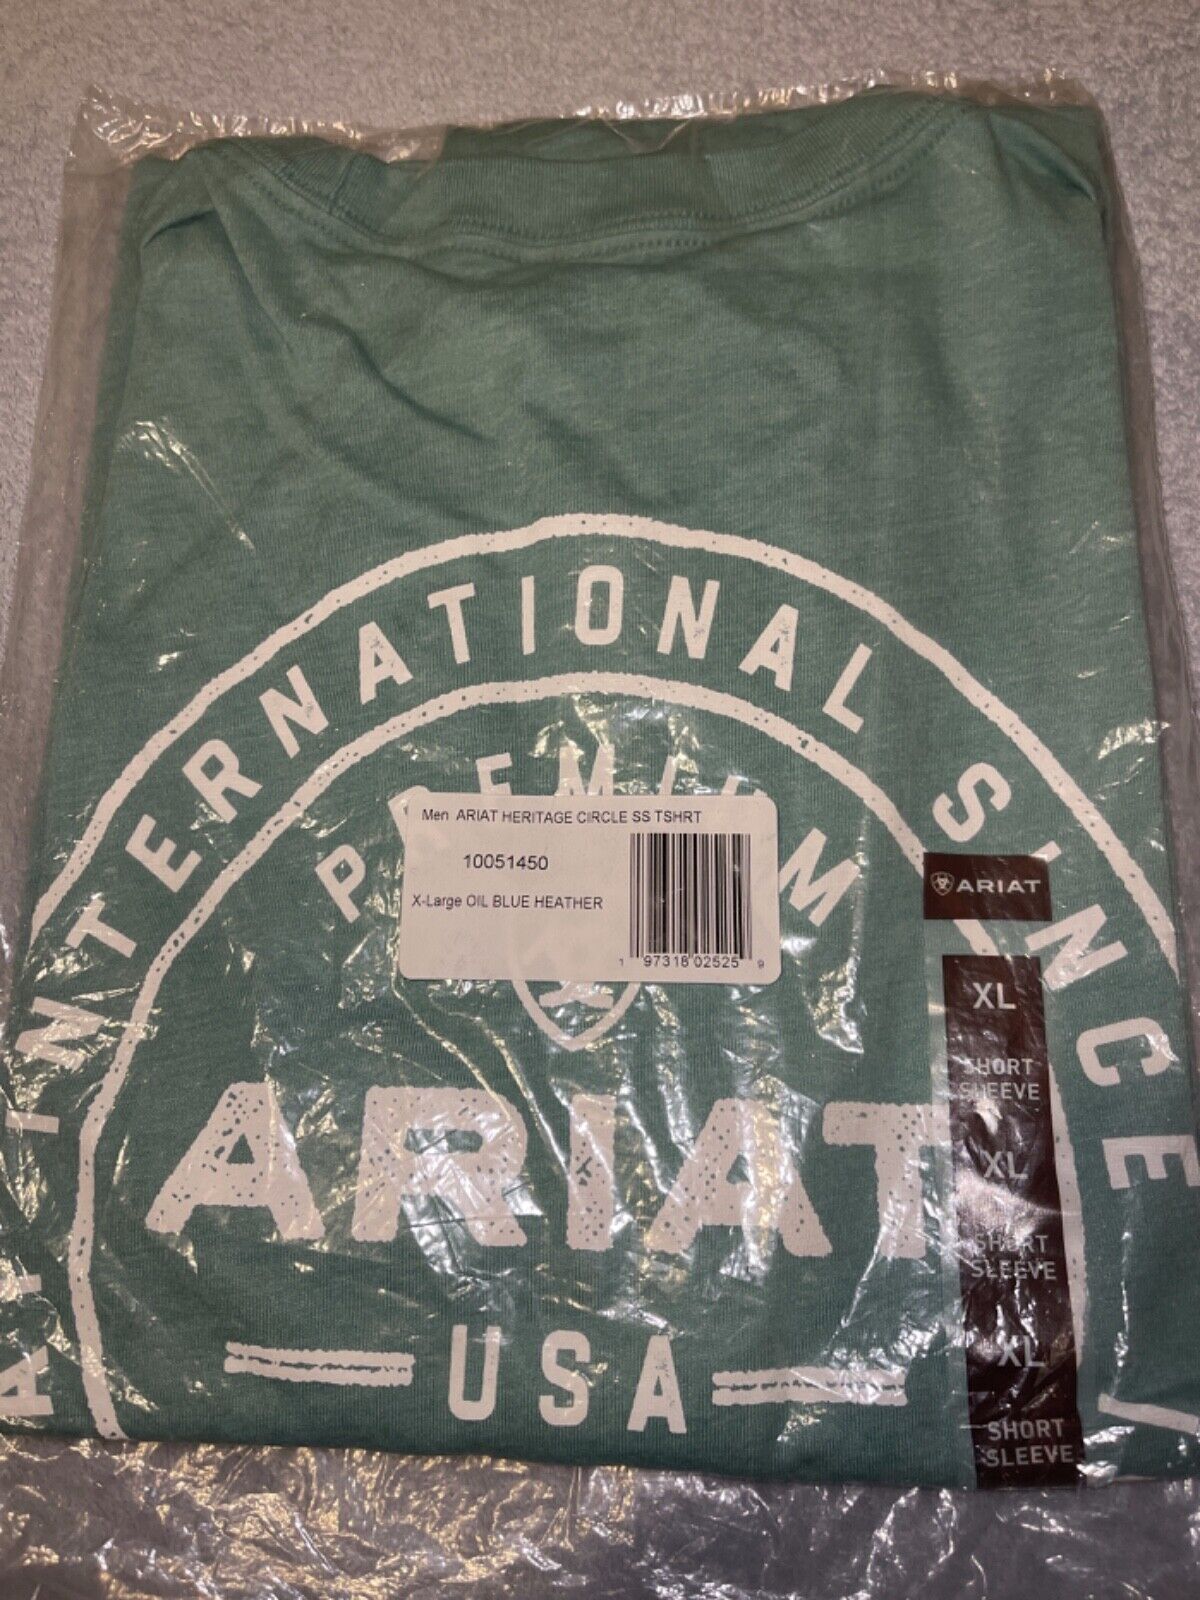 ARIAT INTERNATIONAL SINCE
PREMIUM
Men ARIAT HERITAGE CIRCLE SS TSHRT
10051450
X-Large OIL BLUE HEATHER
1 97318 02525 9
ARIAT
USA
ARIAT
XL
SHORT
SLEEVE
XL
SHORT
SLEEVE
XL
SHORT
SLEEVE